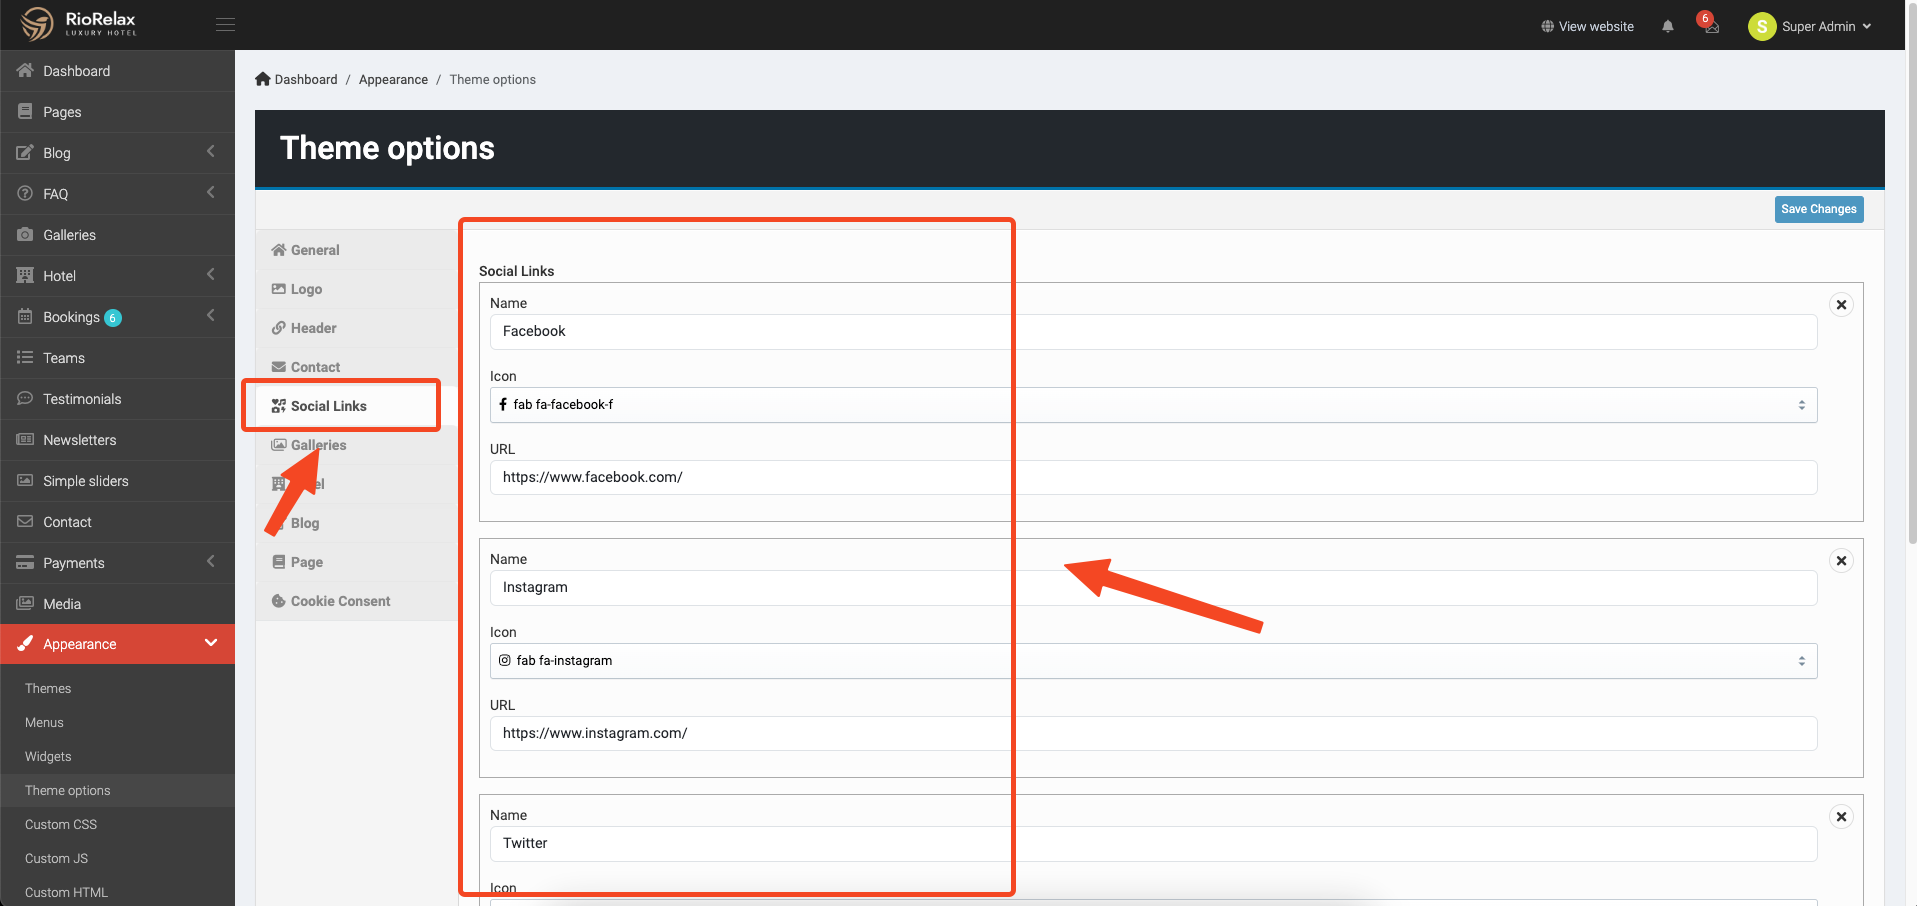 RioRelax
LUXURY HOTEL
View website
6
S
Super Admin
Dashboard
Pages
Blog
FAQ
Galleries
Hotel
Bookings 6
Teams
Testimonials
Newsletters
Simple sliders
Contact
Payments
Media
Appearance
Themes
Menus
Widgets
Theme options
Custom CSS
Custom JS
Custom HTML
Dashboard / Appearance / Theme options
Theme options
Save Changes
General
Logo
Header
Contact
Social Links
Galleries
Blog
Page
Cookie Consent
Social Links
Name
Facebook
Icon
fab fa-facebook-f
URL
https://www.facebook.com/
Name
Instagram
Icon
fab fa-instagram
URL
https://www.instagram.com/
Name
Twitter
Icon